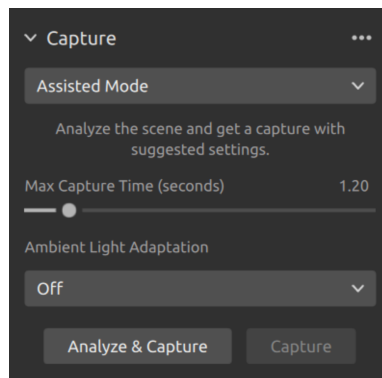 Capture
Assisted Mode
Analyze the scene and get a capture with
suggested settings.
Max Capture Time (seconds) 1.20
Ambient Light Adaptation
Off
Analyze & Capture Capture